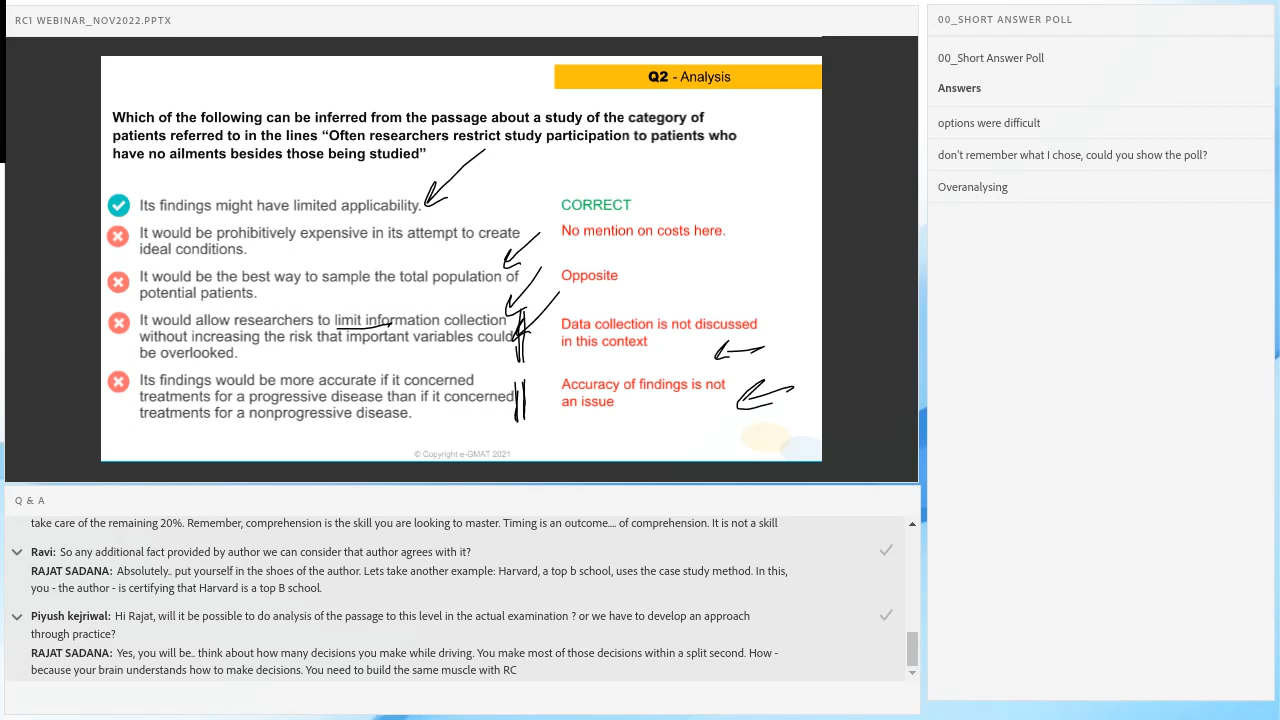 RC1 WEBINAR_NOV2022.PPTX
Q2 - Analysis
Which of the following can be inferred from the passage about a study of the category of
patients referred to in the lines “Often researchers restrict study participation to patients who
have no ailments besides those being studied”
Its findings might have limited applicability.
CORRECT
It would be prohibitively expensive in its attempt to create
ideal conditions.
No mention on costs here.
It would be the best way to sample the total population of
potential patients.
Opposite
It would allow researchers to limit information collection
without increasing the risk that important variables could
be overlooked.
Data collection is not discussed
in this context
Its findings would be more accurate if it concerned
treatments for a progressive disease than if it concerned
treatments for a nonprogressive disease.
Accuracy of findings is not
an issue
© Copyright e-GMAT 2021
Q & A
take care of the remaining 20%. Remember, comprehension is the skill you are looking to master. Timing is an outcome.... of comprehension. It is not a skill
Ravi: So any additional fact provided by author we can consider that author agrees with it?
RAJAT SADANA: Absolutely.. put yourself in the shoes of the author. Lets take another example: Harvard, a top b school, uses the case study method. In this,
you - the author - is certifying that Harvard is a top B school.
Piyush kejriwal: Hi Rajat, will it be possible to do analysis of the passage to this level in the actual examination ? or we have to develop an approach
through practice?
RAJAT SADANA: Yes, you will be.. think about how many decisions you make while driving. You make most of those decisions within a split second. How -
because your brain understands how to make decisions. You need to build the same muscle with RC
00_SHORT ANSWER POLL
00_Short Answer Poll
Answers
options were difficult
don't remember what I chose, could you show the poll?
Overanalysing